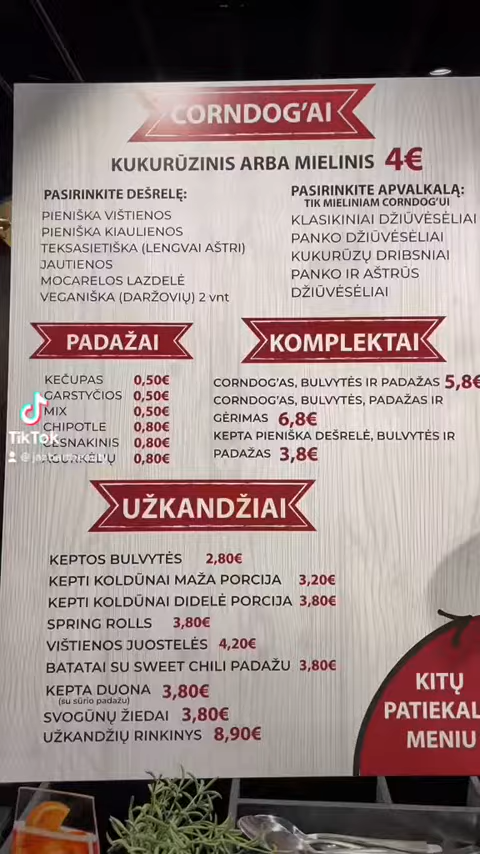 CORNDOG'AI
KUKURŪZINIS ARBA MIELINIS 4€
PASIRINKITE DEŠRELĘ:
PIENIŠKA VIŠTIENOS
PIENIŠKA KIAULIENOS
TEKSASIETIŠKA (LENGVAI AŠTRI)
JAUTIENOS
MOCARELOS LAZDELĖ
VEGANIŠKA (DARŽOVIŲ) 2 vnt
PASIRINKITE APVALKALĄ:
TIK MIELINIAM CORNDOG'UI
KLASIKINIAI DŽIŪVĖSĖLIAI
PANKO DŽIŪVĖSĖLIAI
KUKURŪZŲ DRIBSNIAI
PANKO IR AŠTRŪS
DŽIŪVĖSĖLIAI
PADAŽAI
KEČUPAS 0,50€
GARSTYČIOS 0,50€
MIX 0,50€
CHIPOTLE 0,80€
ČESNAKINIS 0,80€
AGURKĖLIŲ 0,80€
TikTok
KOMPLEKTAI
CORNDOG'AS, BULVYTĖS IR PADAŽAS 5,8€
CORNDOG'AS, BULVYTĖS, PADAŽAS IR
GĖRIMAS 6,8€
KEPTA PIENIŠKA DEŠRELĖ, BULVYTĖS IR
PADAŽAS 3,8€
UŽKANDŽIAI
KEPTOS BULVYTĖS 2,80€
KEPTI KOLDŪNAI MAŽA PORCIJA 3,20€
KEPTI KOLDŪNAI DIDELĖ PORCIJA 3,80€
SPRING ROLLS 3,80€
VIŠTIENOS JUOSTELĖS 4,20€
BATATAI SU SWEET CHILI PADAŽU 3,80€
KEPTA DUONA 3,80€
(su sūrio padažu)
SVOGŪNŲ ŽIEDAI 3,80€
UŽKANDŽIŲ RINKINYS 8,90€
KITŲ
PATIEKAL
MENIU